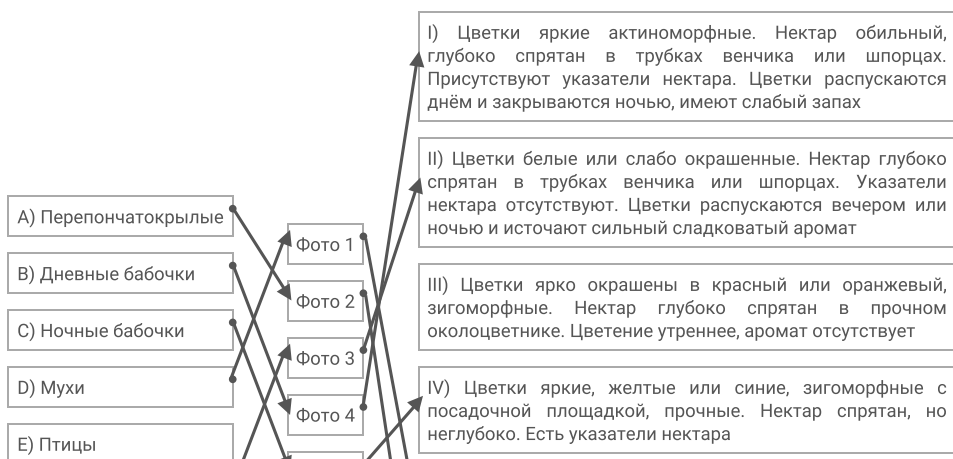 I) Цветки яркие актиноморфные. Нектар обильный,
глубоко спрятан в трубках венчика или шпорцах.
Присутствуют указатели нектара. Цветки распускаются
днём и закрываются ночью, имеют слабый запах
II) Цветки белые или слабо окрашенные. Нектар глубоко
спрятан в трубках венчика или шпорцах. Указатели
нектара отсутствуют. Цветки распускаются вечером или
ночью и источают сильный сладковатый аромат
III) Цветки ярко окрашены в красный или оранжевый,
зигоморфные. Нектар глубоко спрятан в прочном
околоцветнике. Цветение утреннее, аромат отсутствует
IV) Цветки яркие, желтые или синие, зигоморфные с
посадочной площадкой, прочные. Нектар спрятан, но
неглубоко. Есть указатели нектара
A) Перепончатокрылые
B) Дневные бабочки
C) Ночные бабочки
D) Мухи
E) Птицы
Фото 1
Фото 2
Фото 3
Фото 4